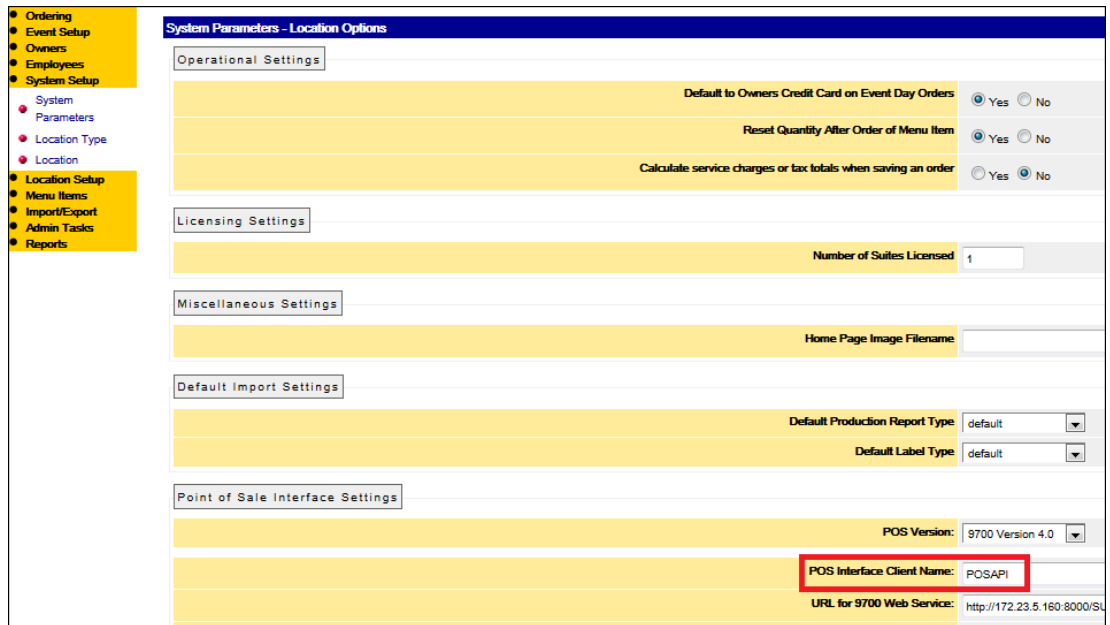 Ordering
Event Setup
Owners
Employees
System Setup
System
Parameters
Location Type
Location
Location Setup
Menu Items
Import/Export
Admin Tasks
Reports
System Parameters - Location Options
Operational Settings
Default to Owners Credit Card on Event Day Orders Yes No
Reset Quantity After Order of Menu Item Yes No
Calculate service charges or tax totals when saving an order Yes No
Licensing Settings
Number of Suites Licensed 1
Miscellaneous Settings
Home Page Image Filename
Default Import Settings
Default Production Report Type default
Default Label Type default
Point of Sale Interface Settings
POS Version: 9700 Version 4.0
POS Interface Client Name: POSAPI
URL for 9700 Web Service: http://172.23.5.160:8000/SU